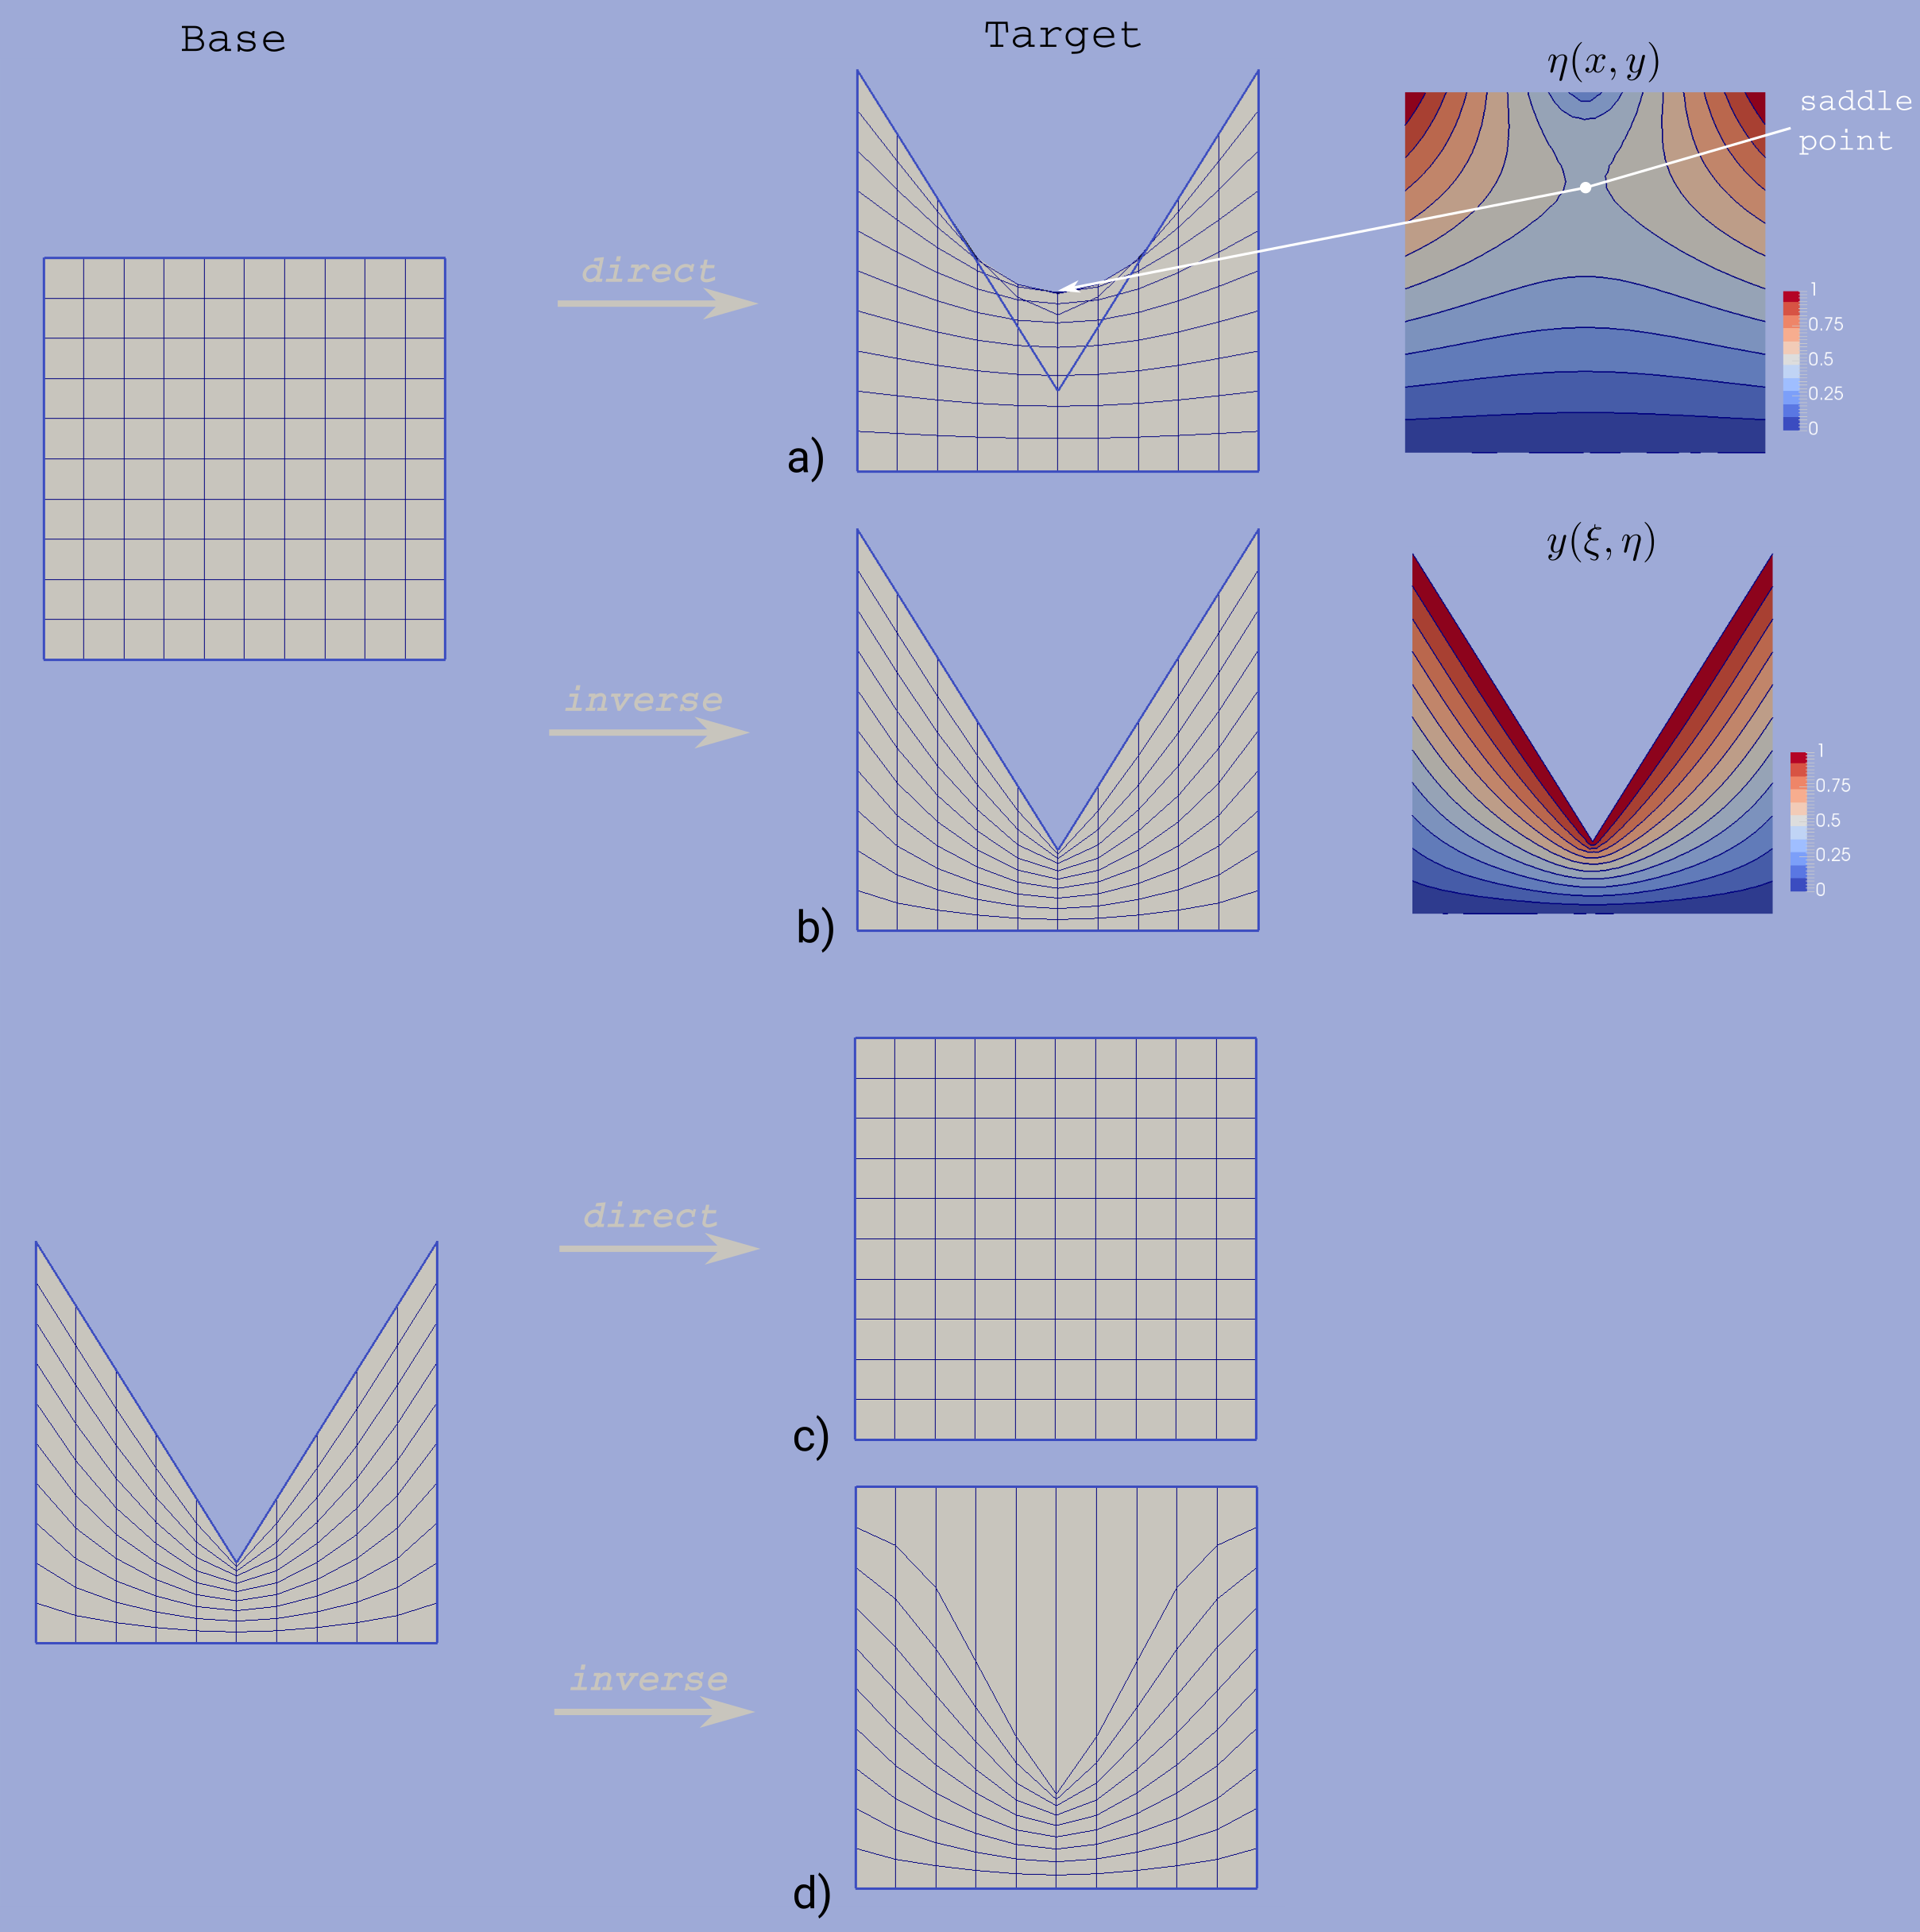 Base
Target
η(x, y)
saddle
point
direct
1
0.75
0.5
0.25
0
a)
inverse
y(ξ, η)
1
0.75
0.5
0.25
0
b)
direct
c)
inverse
d)